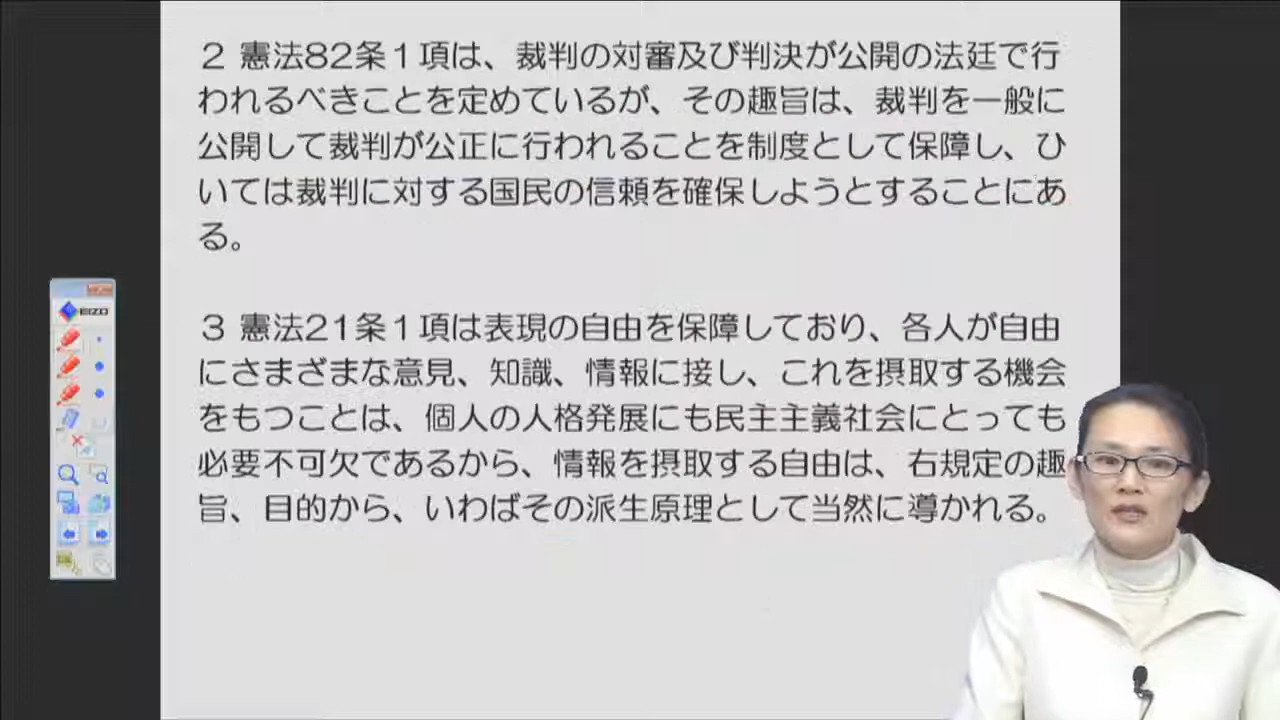 2 憲法82条1項は、裁判の対審及び判決が公開の法廷で行
われるべきことを定めているが、その趣旨は、裁判を一般に
公開して裁判が公正に行われることを制度として保障し、ひ
いては裁判に対する国民の信頼を確保しようとすることにあ
る。
3 憲法21条1項は表現の自由を保障しており、各人が自由
にさまざまな意見、知識、情報に接し、これを摂取する機会
をもつことは、個人の人格発展にも民主主義社会にとっても
必要不可欠であるから、情報を摂取する自由は、右規定の趣
旨、目的から、いわばその派生原理として当然に導かれる。